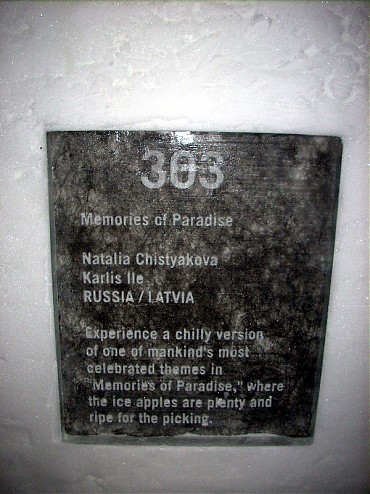 303
Memories of Paradise
Natalia Chistyakova
Karlis Ile
RUSSIA / LATVIA
Experience a chilly version
of one of mankind's most
celebrated themes in
"Memories of Paradise," where
the ice apples are plenty and
ripe for the picking.